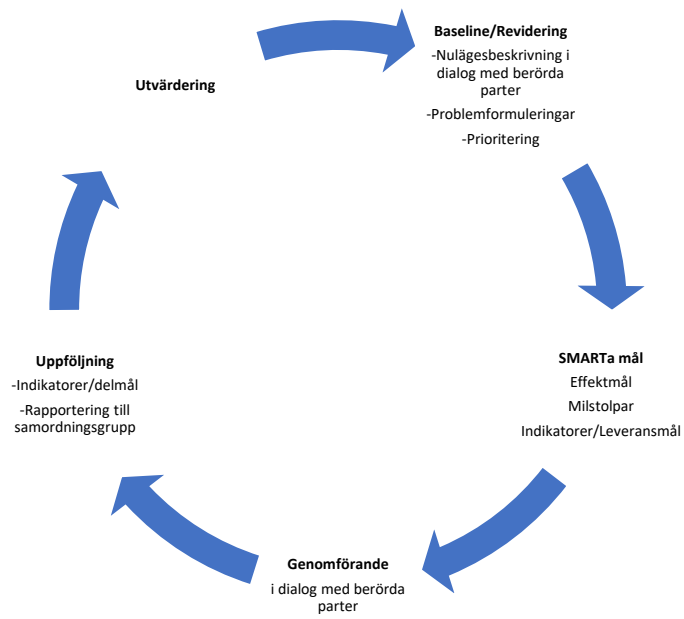 Baseline/Revidering
-Nulägesbeskrivning i
dialog med berörda
parter
-Problemformuleringar
-Prioritering
SMARTa mål
Effektmål
Milstolpar
Indikatorer/Leveransmål
Genomförande
i dialog med berörda
parter
Uppföljning
-Indikatorer/delmål
-Rapportering till
samordningsgrupp
Utvärdering